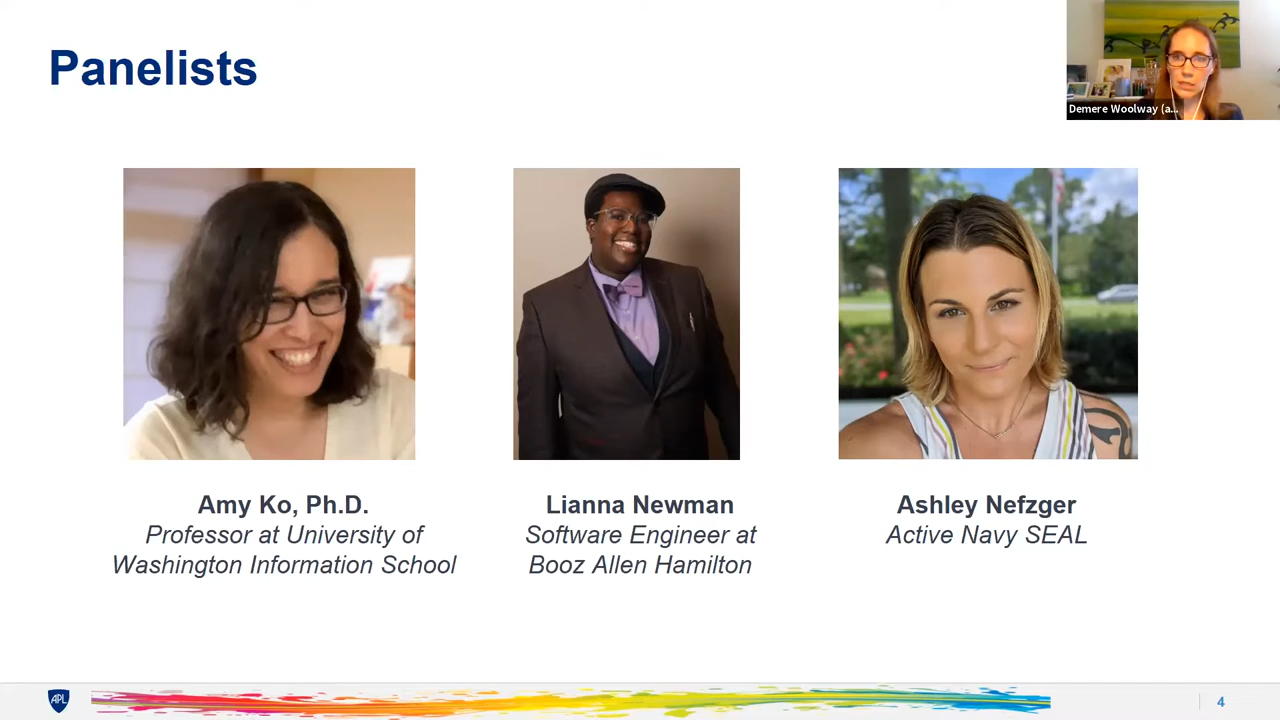 Panelists
Demere Woolway (a...
Amy Ko, Ph.D.
Professor at University of
Washington Information School
Lianna Newman
Software Engineer at
Booz Allen Hamilton
Ashley Nefzger
Active Navy SEAL
APL
4